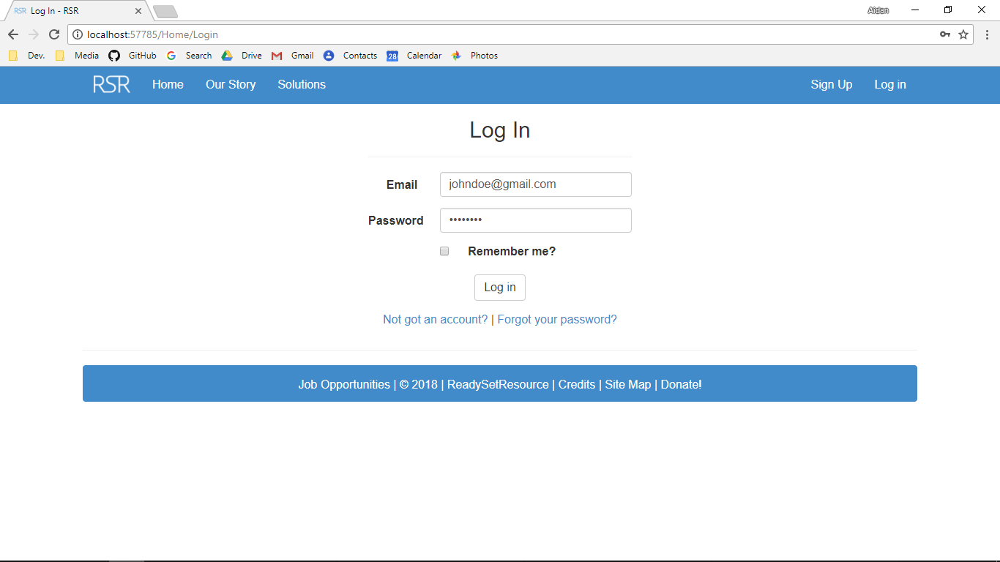 RSR Log In - RSR
Aidan
localhost:57785/Home/Login
Dev. Media GitHub G Search Drive Gmail Contacts 28 Calendar Photos
RSR Home Our Story Solutions Sign Up Log in
Log In
Email johndoe@gmail.com
Password ••••••••
Remember me?
Log in
Not got an account? | Forgot your password?
Job Opportunities | © 2018 | ReadySetResource | Credits | Site Map | Donate!